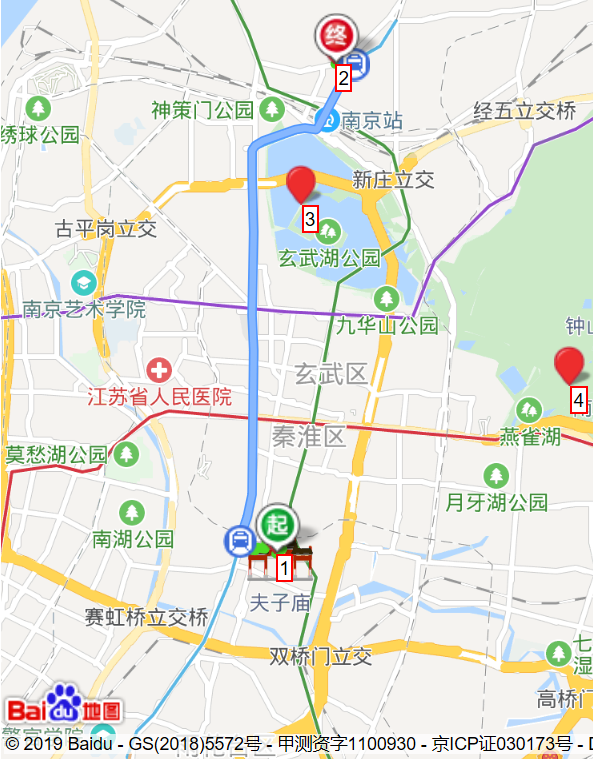 终
2
神策门公园
南京站
经五立交桥
绣球公园
新庄立交
3
古平岗立交
玄武湖公园
南京艺术学院
九华山公园
钟山
玄武区
江苏省人民医院
4
秦淮区
燕雀湖
莫愁湖公园
月牙湖公园
起
南湖公园
1
夫子庙
赛虹桥立交桥
双桥门立交
七
湿
高桥门
Bai du 地图
© 2019 Baidu - GS(2018)5572号 - 甲测资字1100930 - 京ICP证030173号 - D